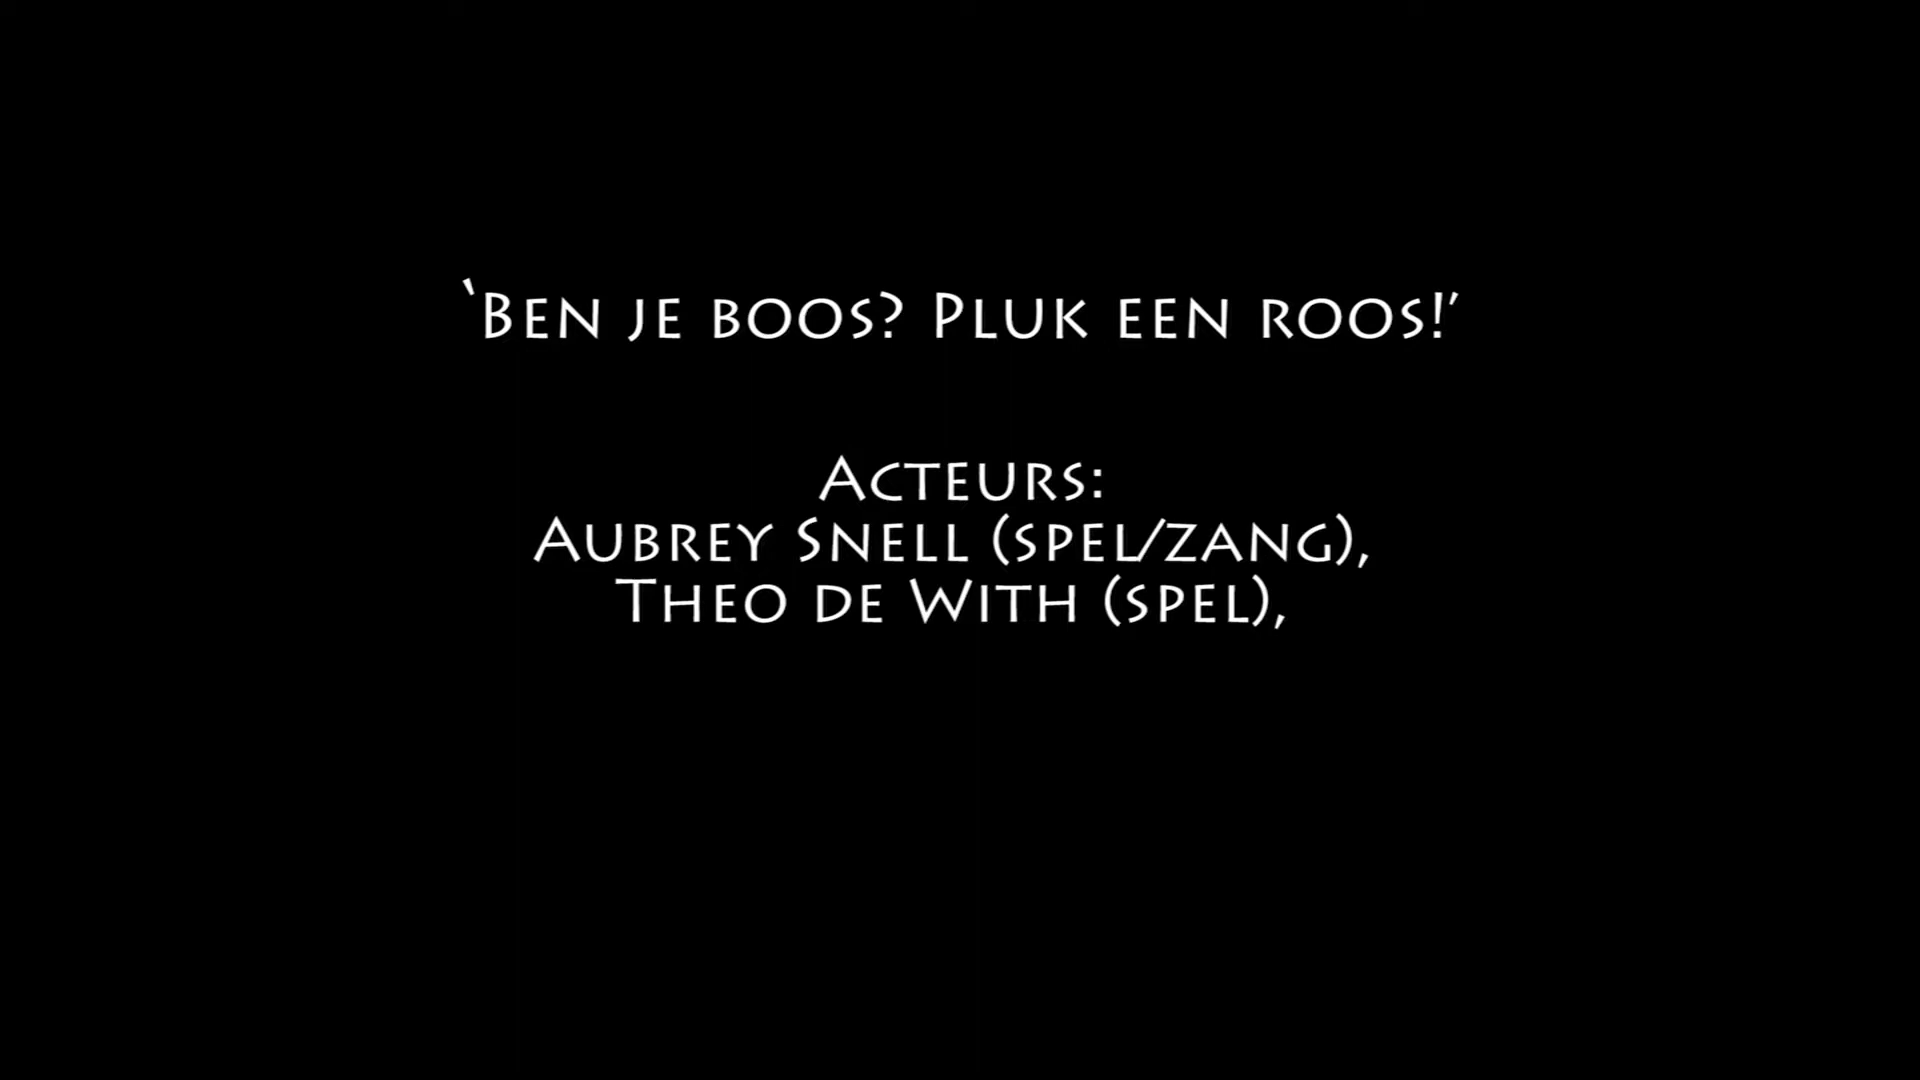 ‘Ben je boos? Pluk een roos!’
Acteurs:
Aubrey Snell (spel/zang),
Theo de With (spel),